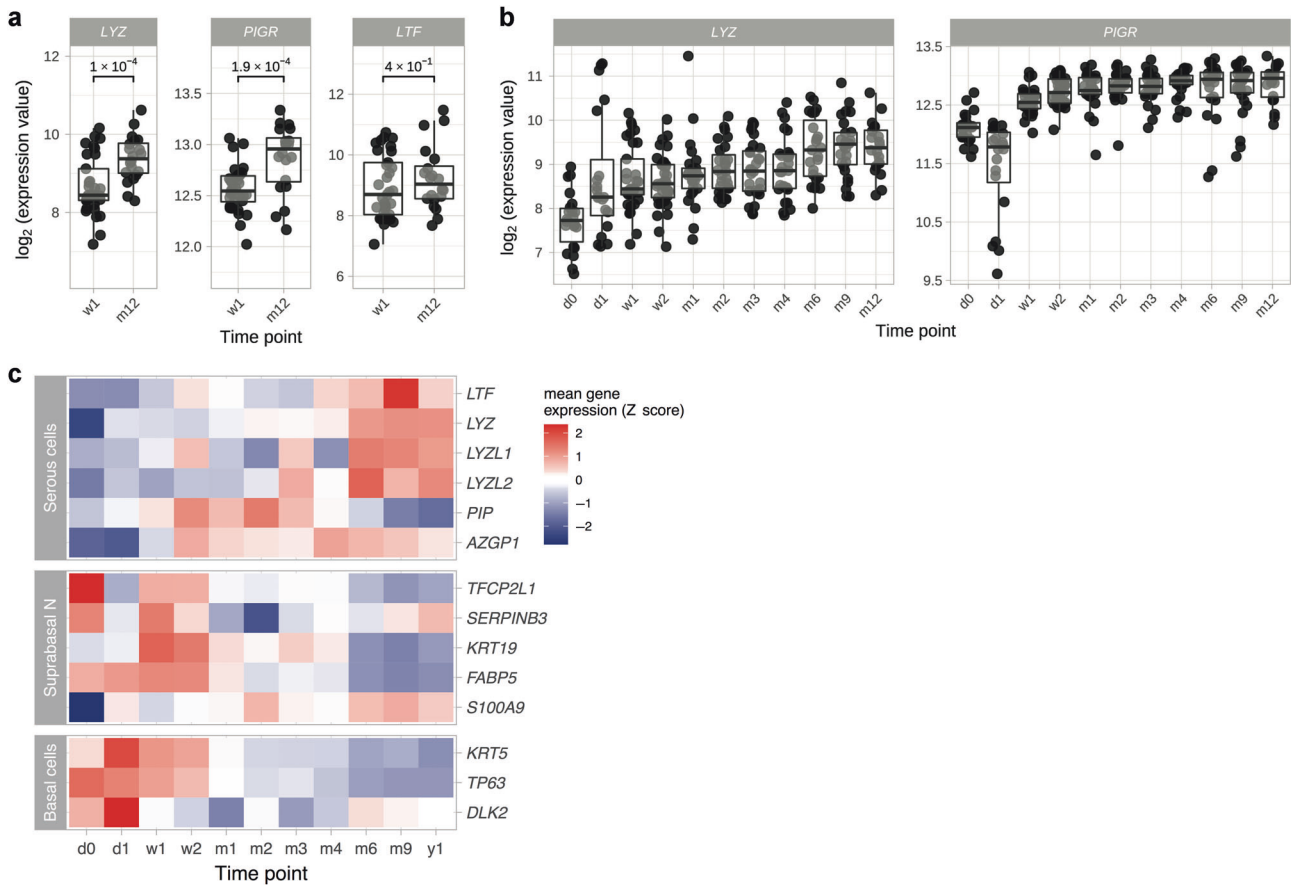 a
LYZ
PIGR
LTF
log2 (expression value)
12
10
8
1 × 10⁻⁴
13.5
13.0
12.5
12.0
1.9 × 10⁻⁴
12
10
8
6
4 × 10⁻¹
w1 m12
w1 m12
w1 m12
Time point
b
LYZ
PIGR
log2 (expression value)
11
10
9
8
7
13.5
12.5
11.5
10.5
9.5
d0 d1 w1 w2 m1 m2 m3 m4 m6 m9 m12
d0 d1 w1 w2 m1 m2 m3 m4 m6 m9 m12
Time point
c
Serous cells
LTF
LYZ
LYZL1
LYZL2
PIP
AZGP1
Suprabasal N
TFCP2L1
SERPINB3
KRT19
FABP5
S100A9
Basal cells
KRT5
TP63
DLK2
d0 d1 w1 w2 m1 m2 m3 m4 m6 m9 y1
Time point
mean gene
expression (Z score)
2
1
0
−1
−2